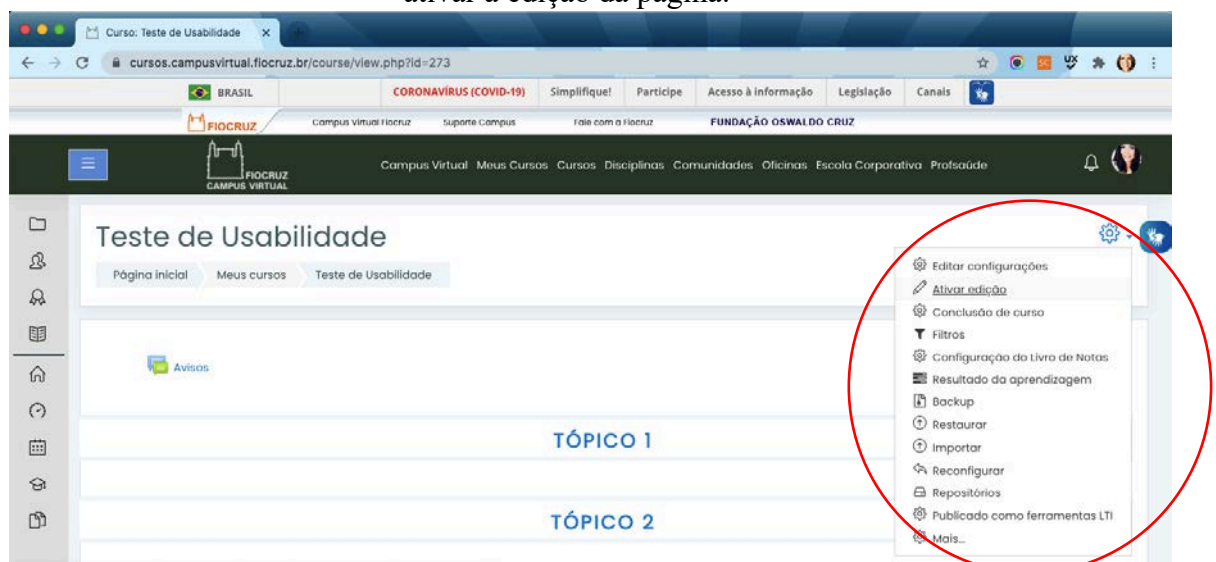 ativar a edição da página.
Curso: Teste de Usabilidade
cursos.campusvirtual.fiocruz.br/course/view.php?id=273
BRASIL CORONAVÍRUS (COVID-19) Simplifique! Participe Acesso à informação Legislação Canais
FIOCRUZ Campus Virtual Fiocruz Suporte Campus Fale com a Fiocruz FUNDAÇÃO OSWALDO CRUZ
FIOCRUZ
CAMPUS VIRTUAL
Campus Virtual Meus Cursos Cursos Disciplinas Comunidades Oficinas Escola Corporativa Profsaúde
Teste de Usabilidade
Página inicial Meus cursos Teste de Usabilidade
Editar configurações
Ativar edição
Conclusão de curso
Filtros
Configuração do Livro de Notas
Resultado da aprendizagem
Backup
Restaurar
Importar
Reconfigurar
Repositórios
Publicado como ferramentas LTI
Mais...
Avisos
TÓPICO 1
TÓPICO 2